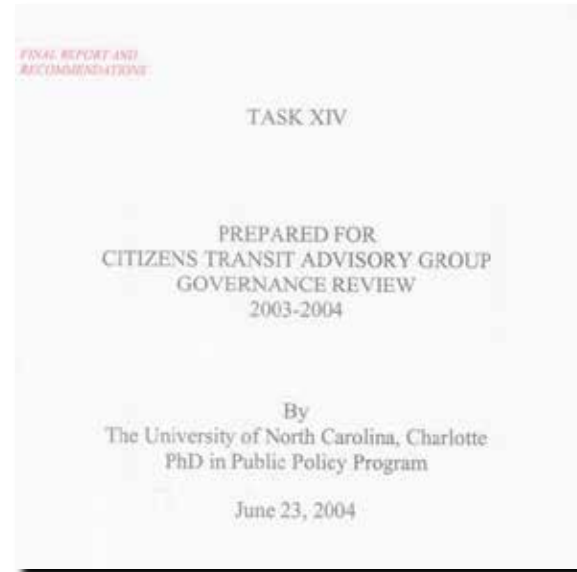 FINAL REPORT AND
RECOMMENDATIONS
TASK XIV
PREPARED FOR
CITIZENS TRANSIT ADVISORY GROUP
GOVERNANCE REVIEW
2003-2004
By
The University of North Carolina, Charlotte
PhD in Public Policy Program
June 23, 2004